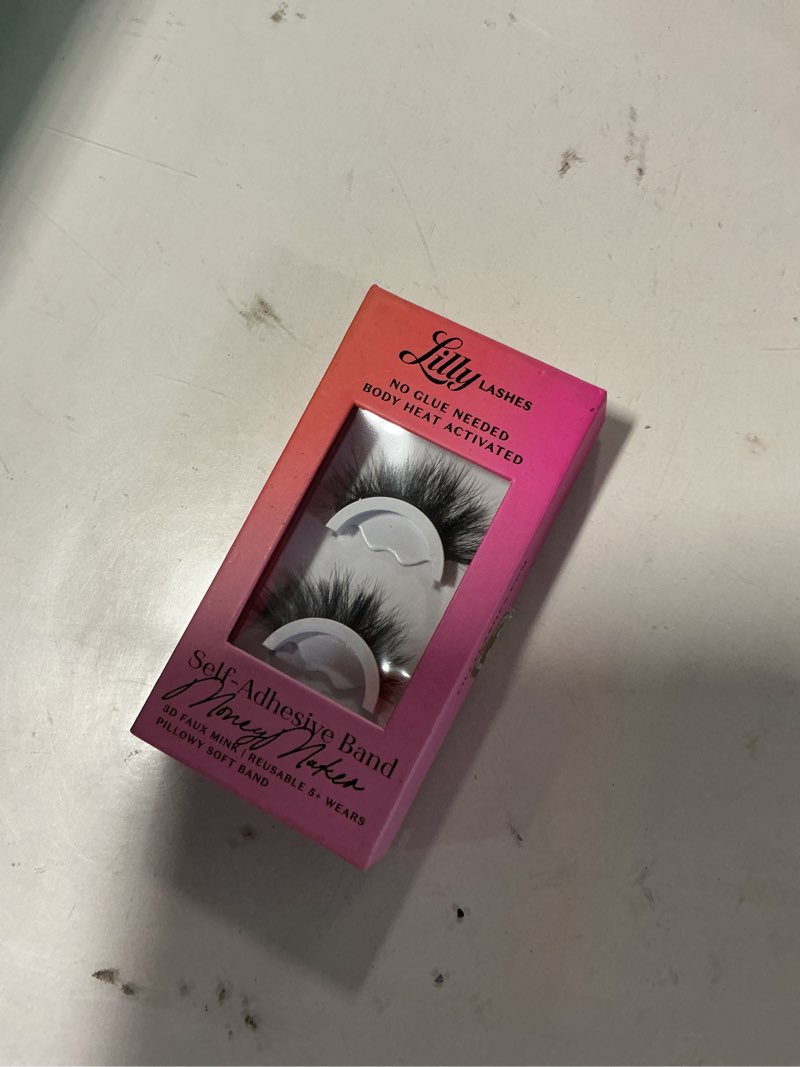 Lilly LASHES
NO GLUE NEEDED
BODY HEAT ACTIVATED
Self-Adhesive Band
Money Maker
3D FAUX MINK | REUSABLE 5+ WEARS
PILLOWY SOFT BAND